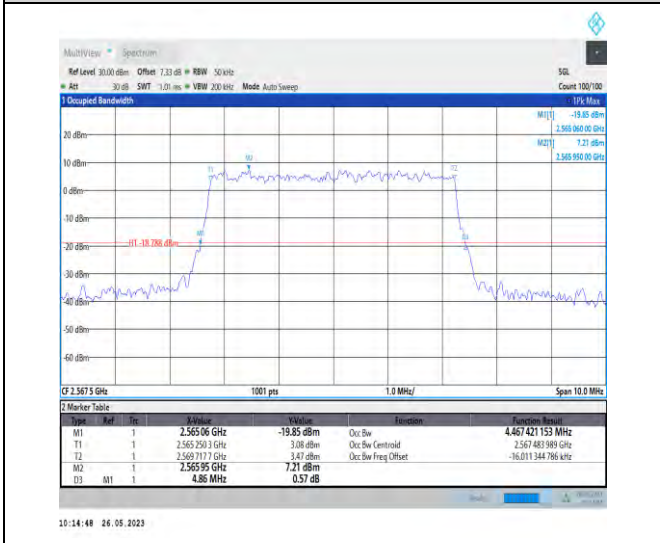 MultiView Spectrum
Ref Level 30.00 dBm Offset 7.33 dB RBW 50 kHz SGL
Att 30 dB SWT 1.01 ms VBW 200 kHz Mode Auto Sweep Count 100/100
1 Occupied Bandwidth 1Pk Max
M1[1] -19.85 dBm
2.565 060 00 GHz
M2[1] 7.21 dBm
2.565 950 00 GHz
20 dBm
10 dBm
T1 M2 T2
0 dBm
-10 dBm
M1 D3
-20 dBm H1 -18.786 dBm
-30 dBm
-40 dBm
-50 dBm
-60 dBm
CF 2.567 5 GHz 1001 pts 1.0 MHz/ Span 10.0 MHz
2 Marker Table
Type Ref Trc X-Value Y-Value Function Function Result
M1 1 2.565 06 GHz -19.85 dBm Occ Bw 4.467 421 153 MHz
T1 1 2.565 250 3 GHz 3.08 dBm Occ Bw Centroid 2.567 483 989 GHz
T2 1 2.569 717 7 GHz 3.47 dBm Occ Bw Freq Offset -16.011 344 786 kHz
M2 1 2.565 95 GHz 7.21 dBm
D3 M1 1 4.86 MHz 0.57 dB
10:14:48 26.05.2023